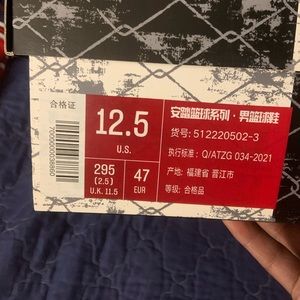 合格证
12.5
U.S.
295
(2.5)
U.K. 11.5
47
EUR
安踏篮球系列·男篮球鞋
货号: 512220502-3
执行标准: Q/ATZG 034-2021
产地: 福建省 晋江市
等级: 合格品